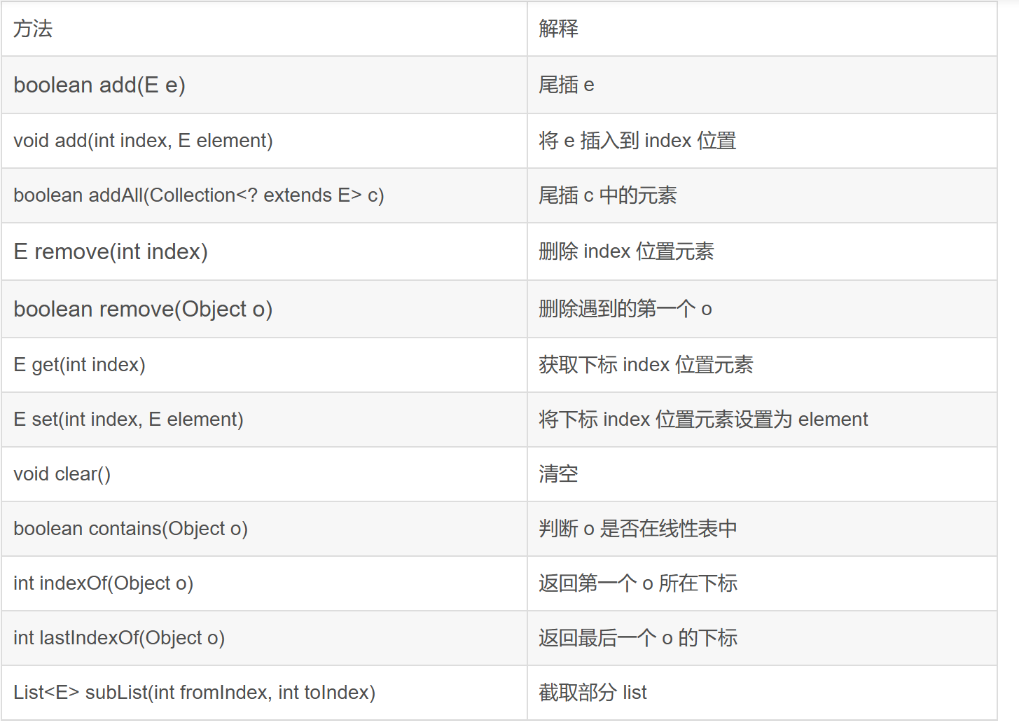 方法 解释
boolean add(E e) 尾插 e
void add(int index, E element) 将 e 插入到 index 位置
boolean addAll(Collection<? extends E> c) 尾插 c 中的元素
E remove(int index) 删除 index 位置元素
boolean remove(Object o) 删除遇到的第一个 o
E get(int index) 获取下标 index 位置元素
E set(int index, E element) 将下标 index 位置元素设置为 element
void clear() 清空
boolean contains(Object o) 判断 o 是否在线性表中
int indexOf(Object o) 返回第一个 o 所在下标
int lastIndexOf(Object o) 返回最后一个 o 的下标
List<E> subList(int fromIndex, int toIndex) 截取部分 list